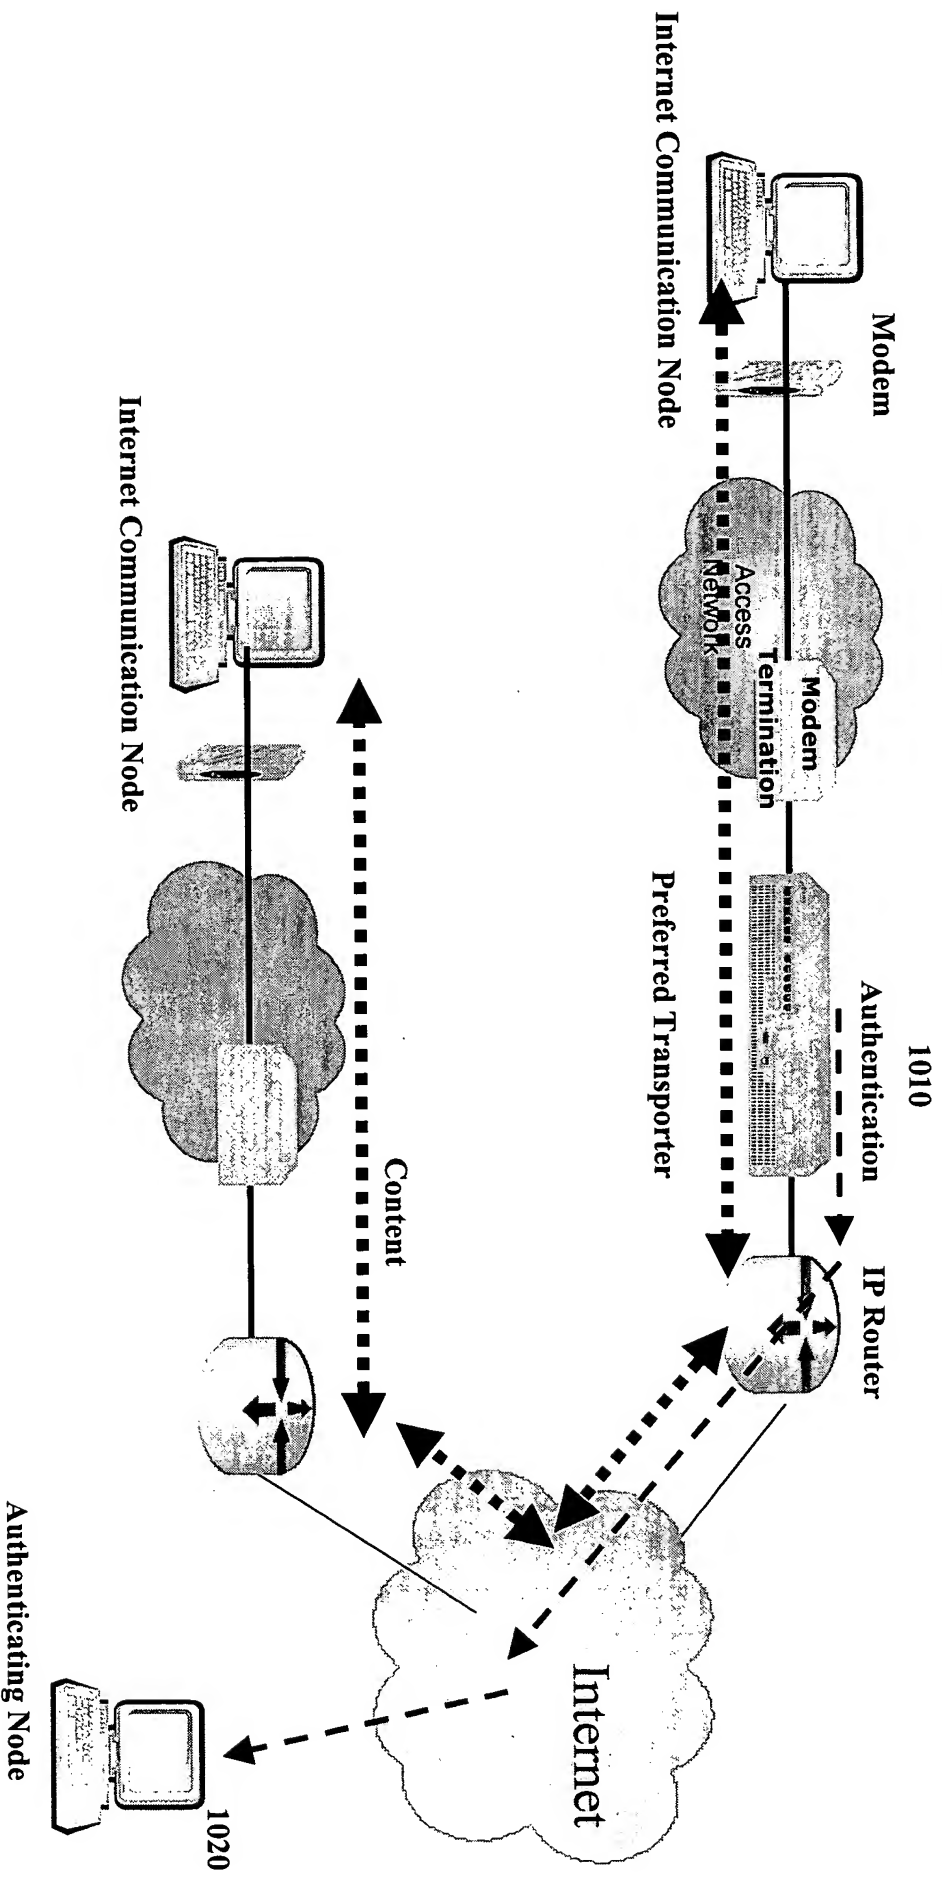 1010
Modem
Authentication
IP Router
Modem
Termination
Access
Network
Internet Communication Node
Preferred Transporter
Internet
Content
Internet Communication Node
1020
Authenticating Node